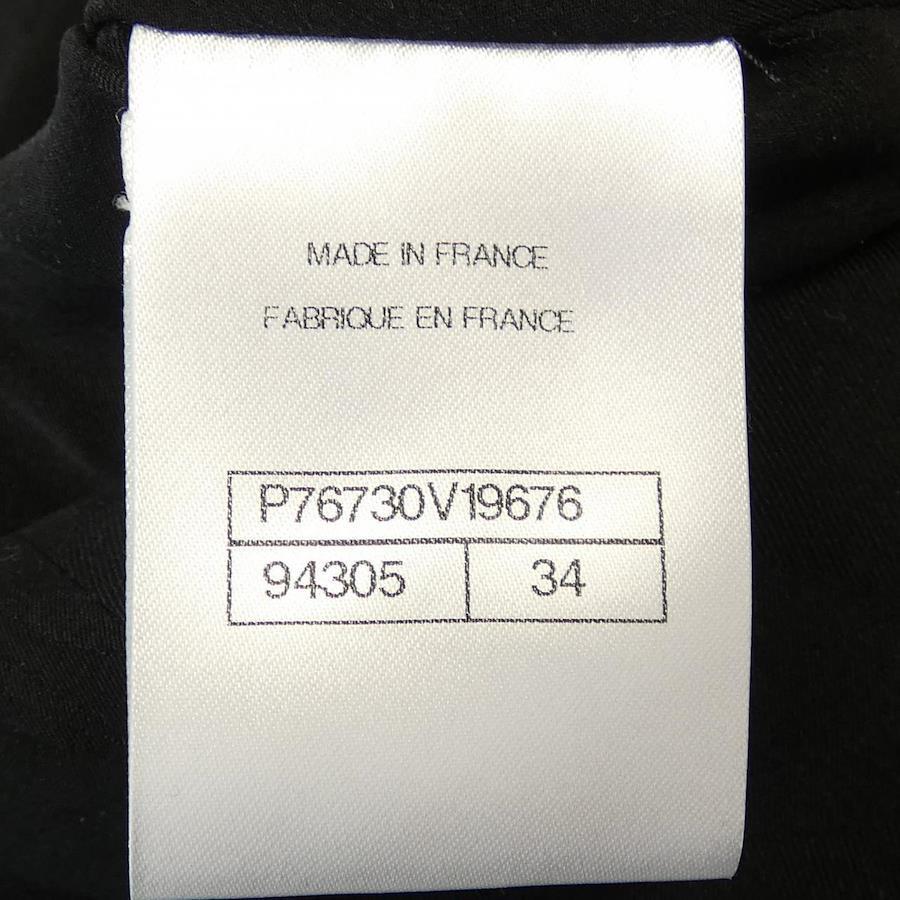 MADE IN FRANCE
FABRIQUE EN FRANCE
P76730V19676
94305 34